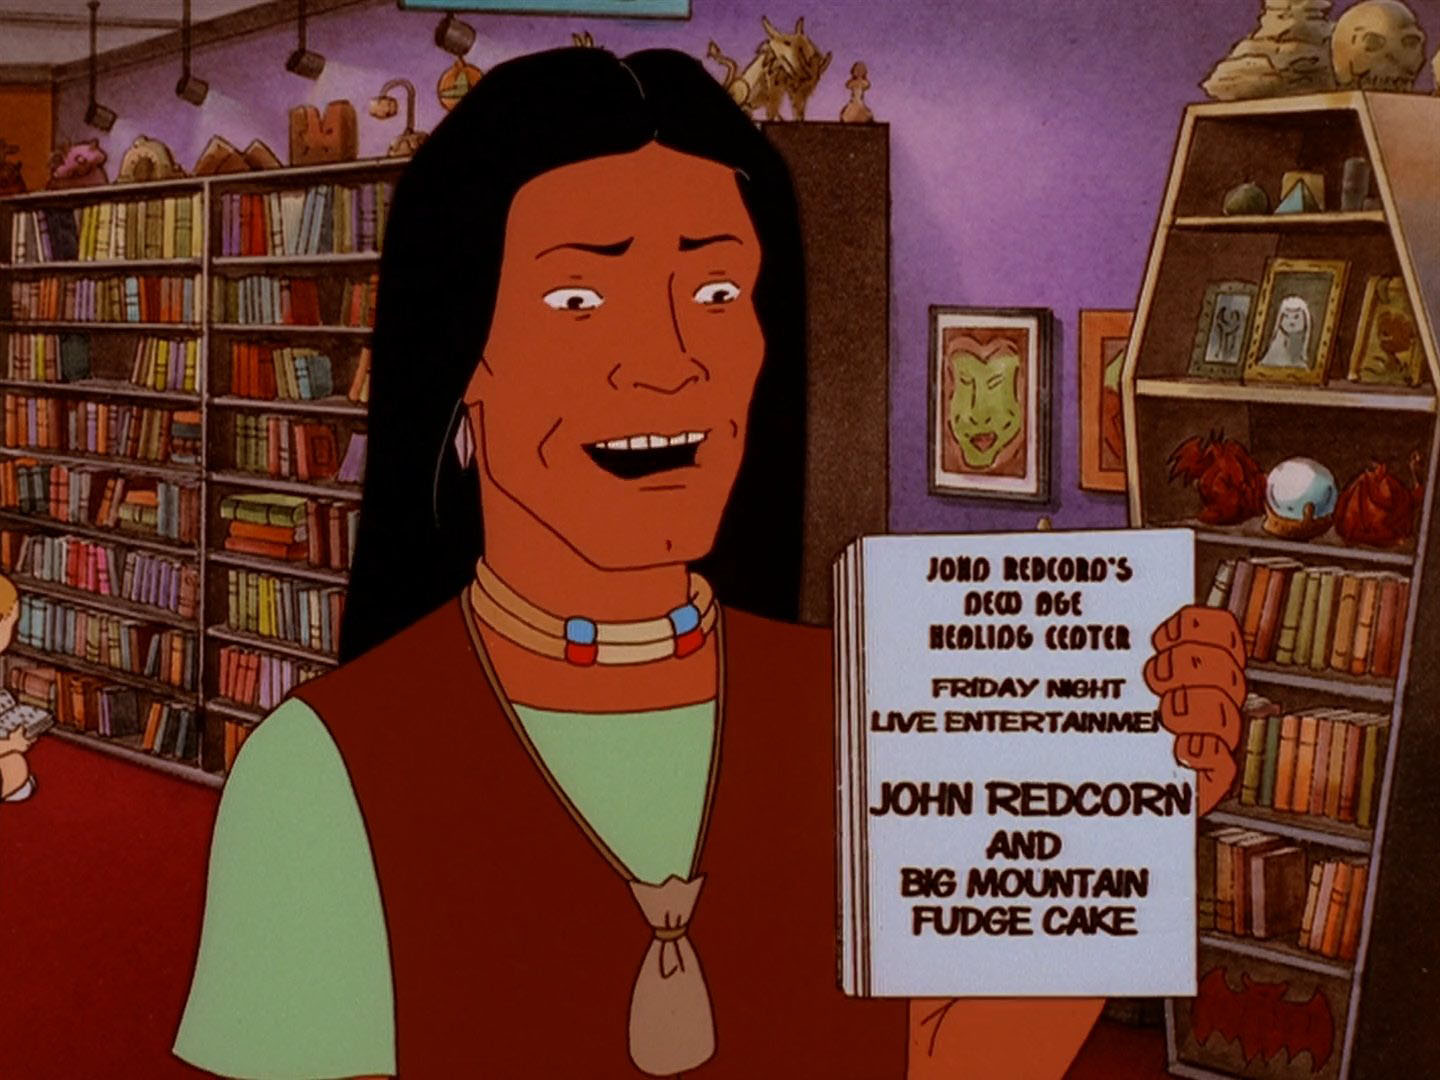 JOHN REDCORN'S
NEW AGE
HEALING CENTER
FRIDAY NIGHT
LIVE ENTERTAINMEN
JOHN REDCORN
AND
BIG MOUNTAIN
FUDGE CAKE